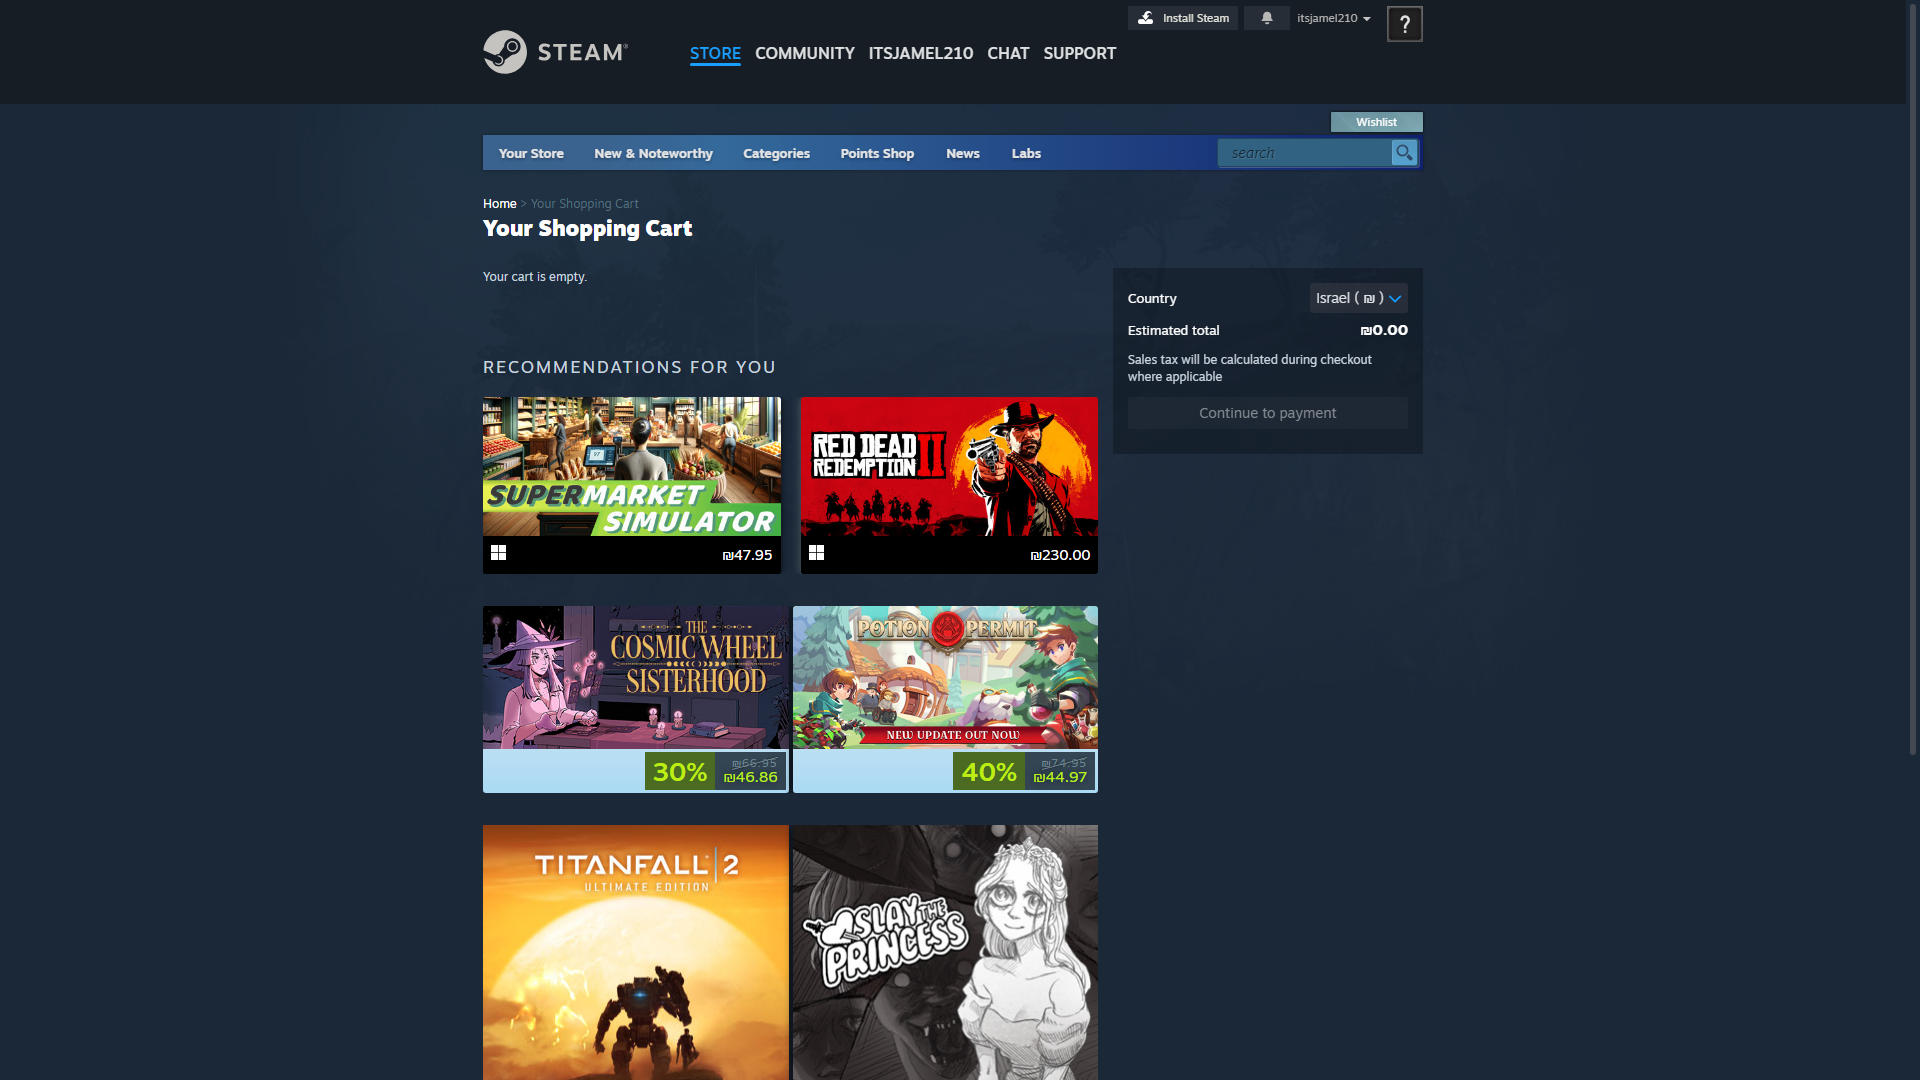 Install Steam
itsjamel210
?
STEAM®
STORE COMMUNITY ITSJAMEL210 CHAT SUPPORT
Wishlist
Your Store New & Noteworthy Categories Points Shop News Labs search
Home > Your Shopping Cart
Your Shopping Cart
Your cart is empty.
Country Israel ( ₪ )
Estimated total ₪0.00
Sales tax will be calculated during checkout
where applicable
Continue to payment
RECOMMENDATIONS FOR YOU
97
SUPERMARKET
SIMULATOR
₪47.95
RED DEAD
REDEMPTION II
₪230.00
THE
COSMIC WHEEL
SISTERHOOD
30%
₪66.95
₪46.86
POTION PERMIT
NEW UPDATE OUT NOW
40%
₪74.95
₪44.97
TITANFALL 2
ULTIMATE EDITION
SLAY THE
PRINCESS